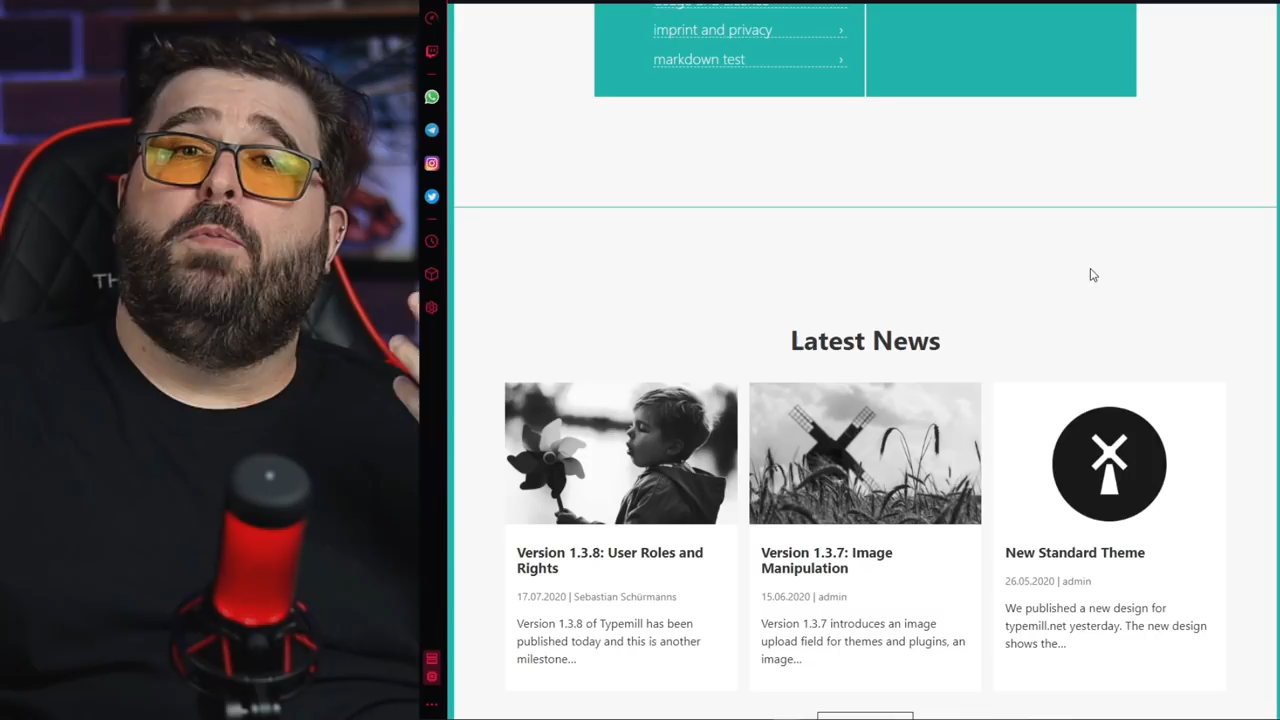 imprint and privacy ›
markdown test ›
TH
Latest News
Version 1.3.8: User Roles and
Rights
17.07.2020 | Sebastian Schürmanns
Version 1.3.8 of Typemill has been
published today and this is another
milestone...
Version 1.3.7: Image
Manipulation
15.06.2020 | admin
Version 1.3.7 introduces an image
upload field for themes and plugins, an
image...
New Standard Theme
26.05.2020 | admin
We published a new design for
typemill.net yesterday. The new design
shows the...